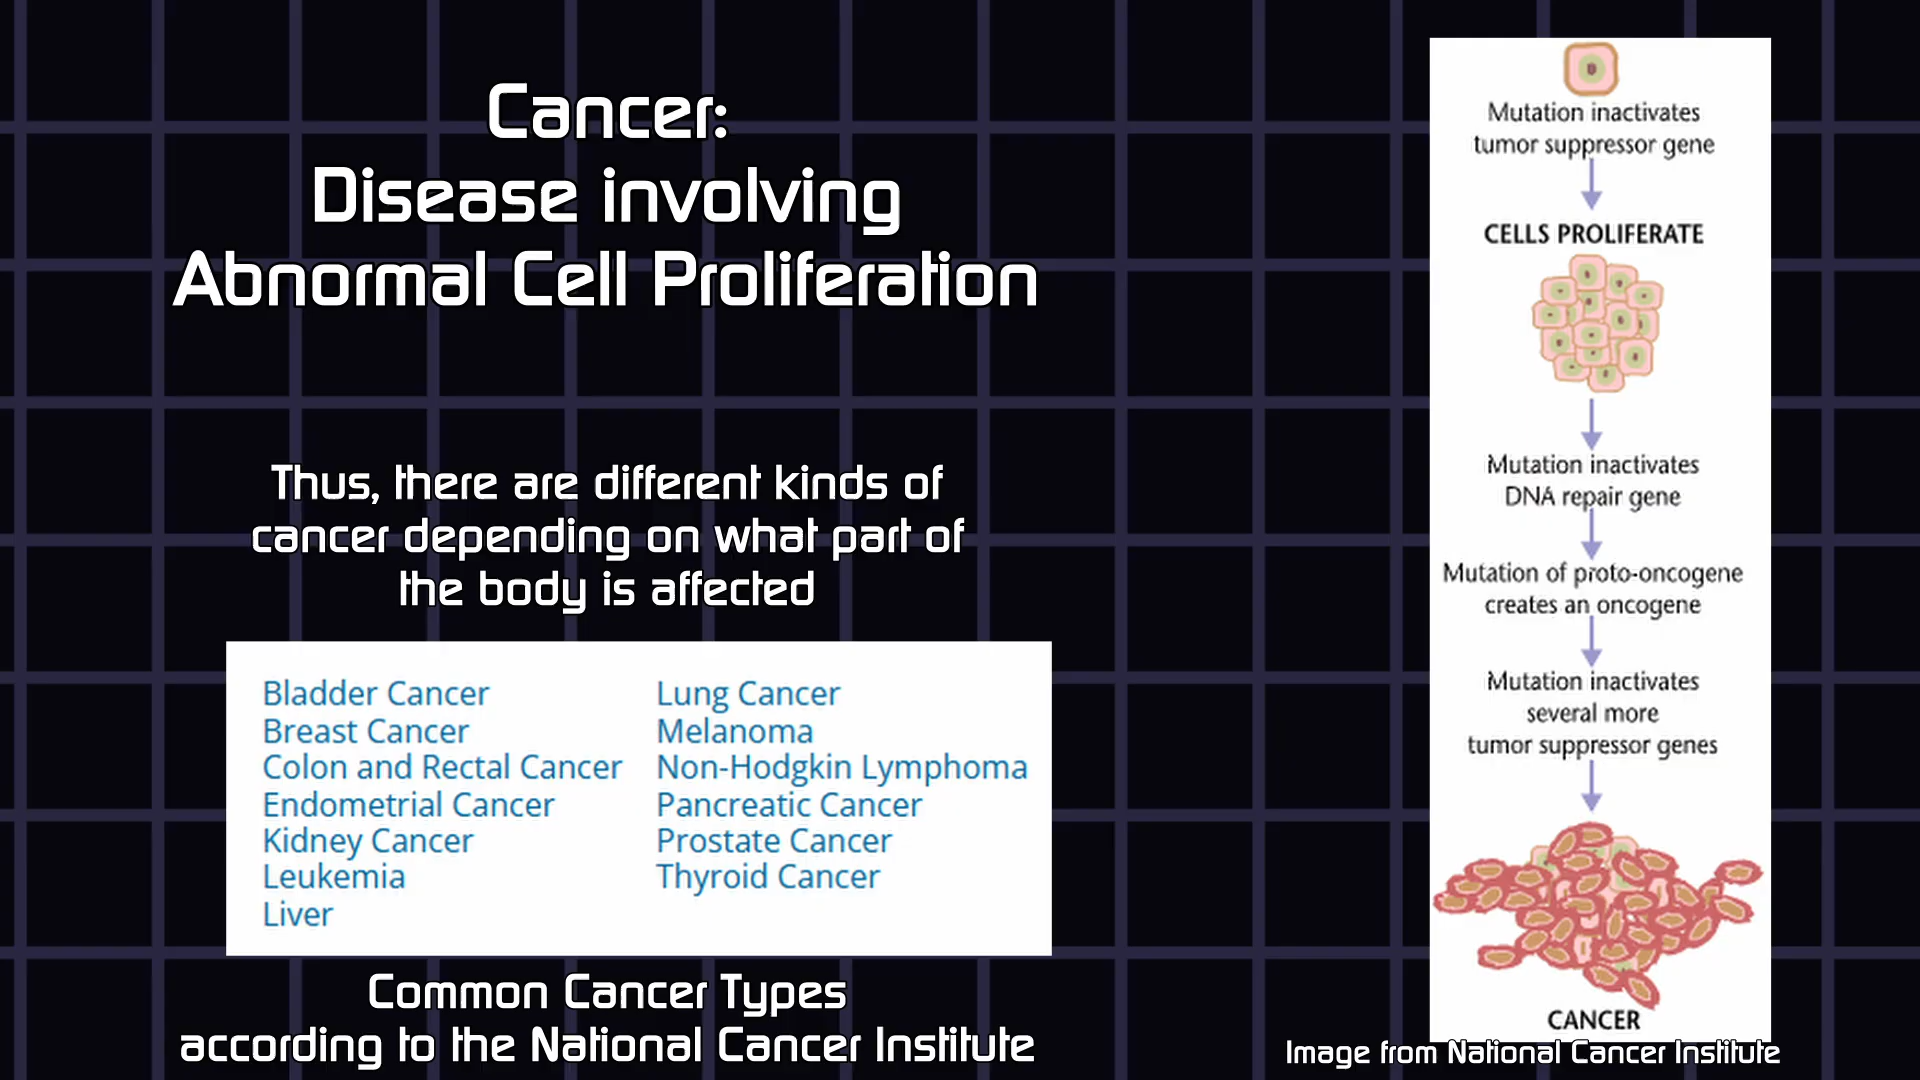 Cancer:
Disease involving
Abnormal Cell Proliferation
Thus, there are different kinds of
cancer depending on what part of
the body is affected
Bladder Cancer
Breast Cancer
Colon and Rectal Cancer
Endometrial Cancer
Kidney Cancer
Leukemia
Liver
Lung Cancer
Melanoma
Non-Hodgkin Lymphoma
Pancreatic Cancer
Prostate Cancer
Thyroid Cancer
Common Cancer Types
according to the National Cancer Institute
Mutation inactivates
tumor suppressor gene
CELLS PROLIFERATE
Mutation inactivates
DNA repair gene
Mutation of proto-oncogene
creates an oncogene
Mutation inactivates
several more
tumor suppressor genes
CANCER
Image from National Cancer Institute